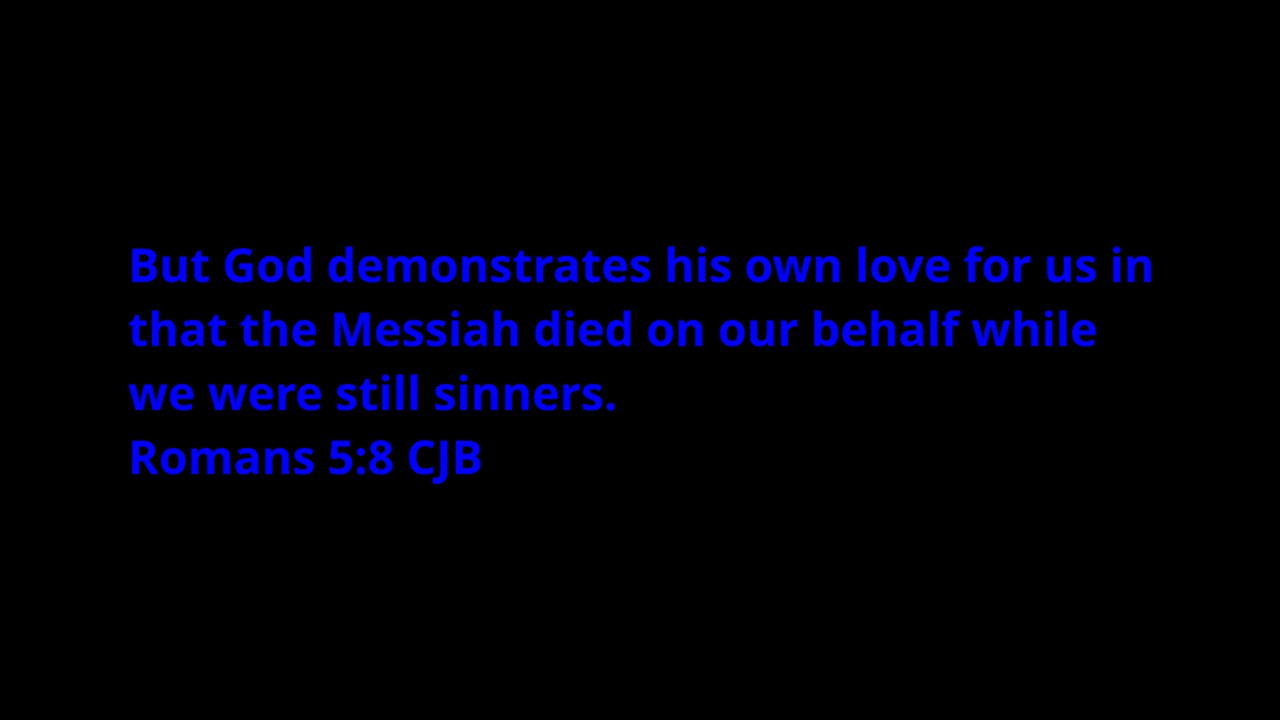 But God demonstrates his own love for us in
that the Messiah died on our behalf while
we were still sinners.
Romans 5:8 CJB